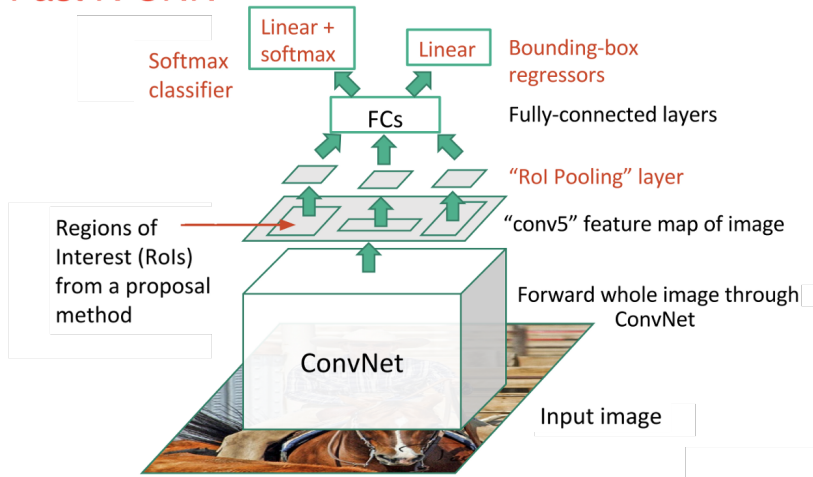 Linear +
softmax
Linear
Softmax
classifier
Bounding-box
regressors
FCs
Fully-connected layers
"RoI Pooling" layer
Regions of
Interest (RoIs)
from a proposal
method
"conv5" feature map of image
Forward whole image through
ConvNet
ConvNet
Input image